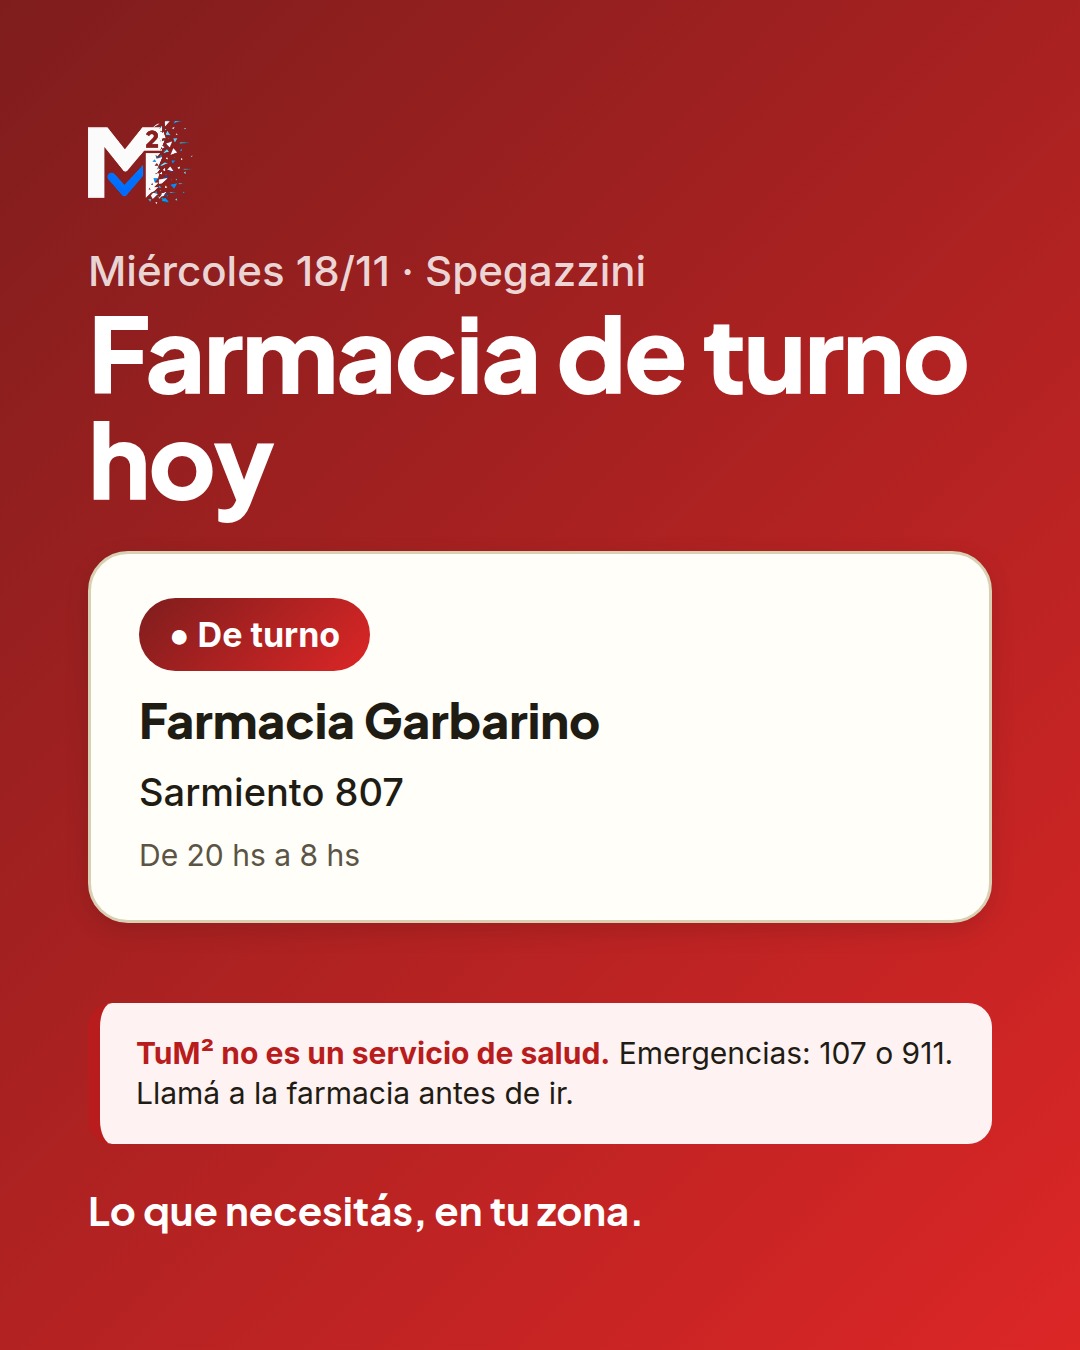 M²
Miércoles 18/11 · Spegazzini
Farmacia de turno
hoy
● De turno
Farmacia Garbarino
Sarmiento 807
De 20 hs a 8 hs
TuM² no es un servicio de salud. Emergencias: 107 o 911.
Llamá a la farmacia antes de ir.
Lo que necesitás, en tu zona.